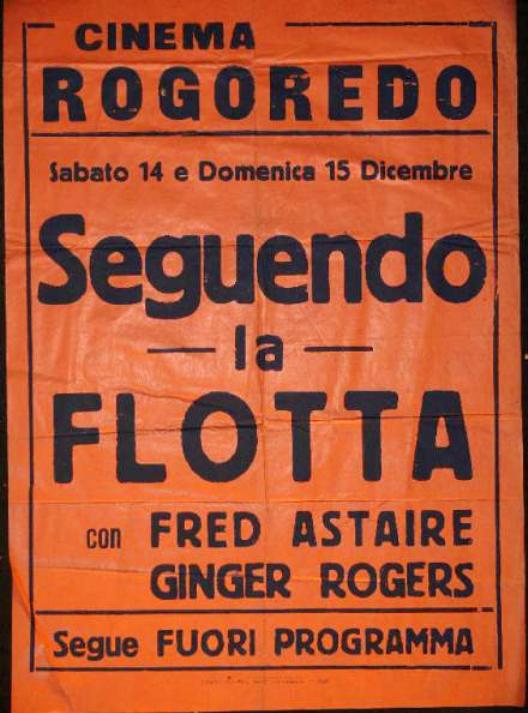 CINEMA
ROGOREDO
Sabato 14 e Domenica 15 Dicembre
Seguendo
— la —
FLOTTA
con FRED ASTAIRE
GINGER ROGERS
Segue FUORI PROGRAMMA